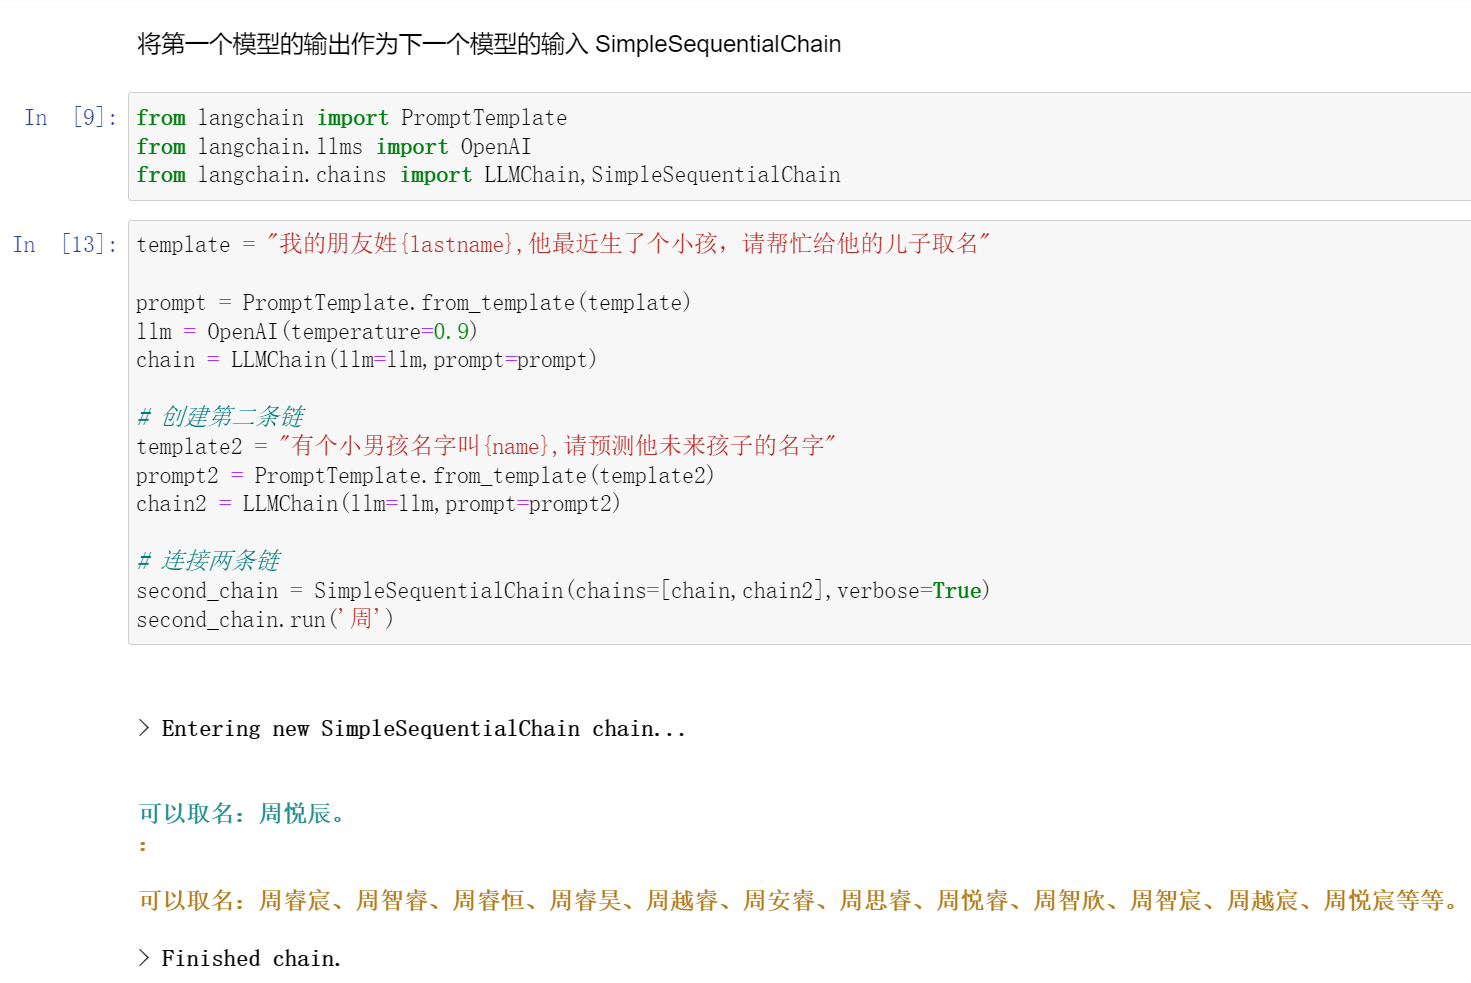 将第一个模型的输出作为下一个模型的输入 SimpleSequentialChain
In [9]:
from langchain import PromptTemplate
from langchain.llms import OpenAI
from langchain.chains import LLMChain,SimpleSequentialChain
In [13]:
template = "我的朋友姓{lastname},他最近生了个小孩，请帮忙给他的儿子取名"
prompt = PromptTemplate.from_template(template)
llm = OpenAI(temperature=0.9)
chain = LLMChain(llm=llm,prompt=prompt)
# 创建第二条链
template2 = "有个小男孩名字叫{name},请预测他未来孩子的名字"
prompt2 = PromptTemplate.from_template(template2)
chain2 = LLMChain(llm=llm,prompt=prompt2)
# 连接两条链
second_chain = SimpleSequentialChain(chains=[chain,chain2],verbose=True)
second_chain.run('周')
> Entering new SimpleSequentialChain chain...
可以取名：周悦辰。
：
可以取名：周睿宸、周智睿、周睿恒、周睿昊、周越睿、周安睿、周思睿、周悦睿、周智欣、周智宸、周越宸、周悦宸等等。
> Finished chain.